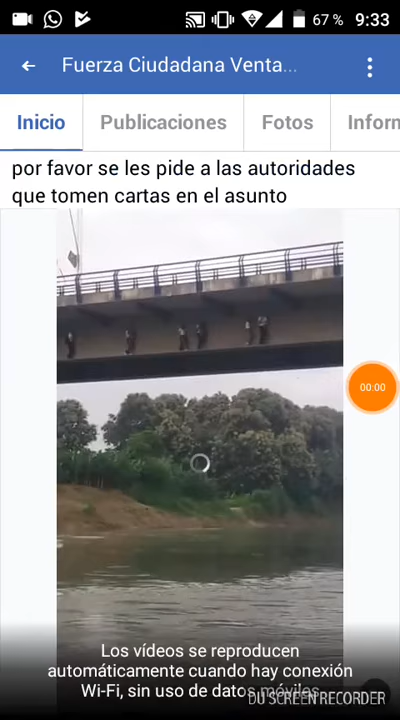 67 % 9:33
Fuerza Ciudadana Venta...
Inicio Publicaciones Fotos Inforn
por favor se les pide a las autoridades
que tomen cartas en el asunto
00:00
Los vídeos se reproducen
automáticamente cuando hay conexión
Wi-Fi, sin uso de datos móviles.
DU SCREEN RECORDER